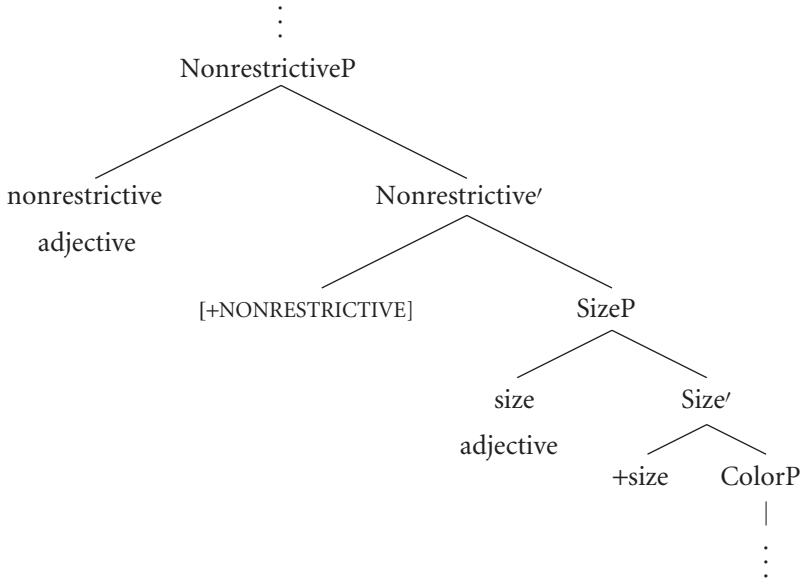 NonrestrictiveP
nonrestrictive
adjective
Nonrestrictive′
[+NONRESTRICTIVE]
SizeP
size
adjective
Size′
+size
ColorP